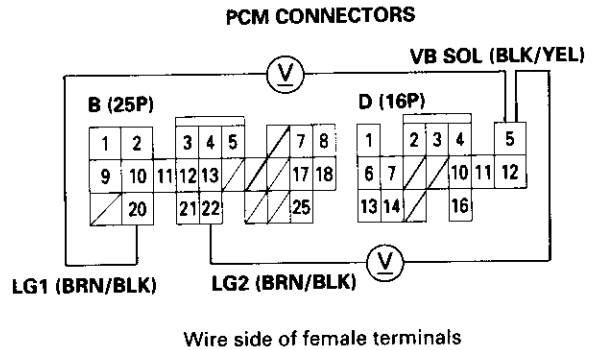 PCM CONNECTORS
V
VB SOL (BLK/YEL)
B (25P)
D (16P)
1 2 3 4 5 7 8
9 10 11 12 13 17 18
20 21 22 25
1 2 3 4 5
6 7 10 11 12
13 14 16
LG1 (BRN/BLK)
LG2 (BRN/BLK)
V
Wire side of female terminals